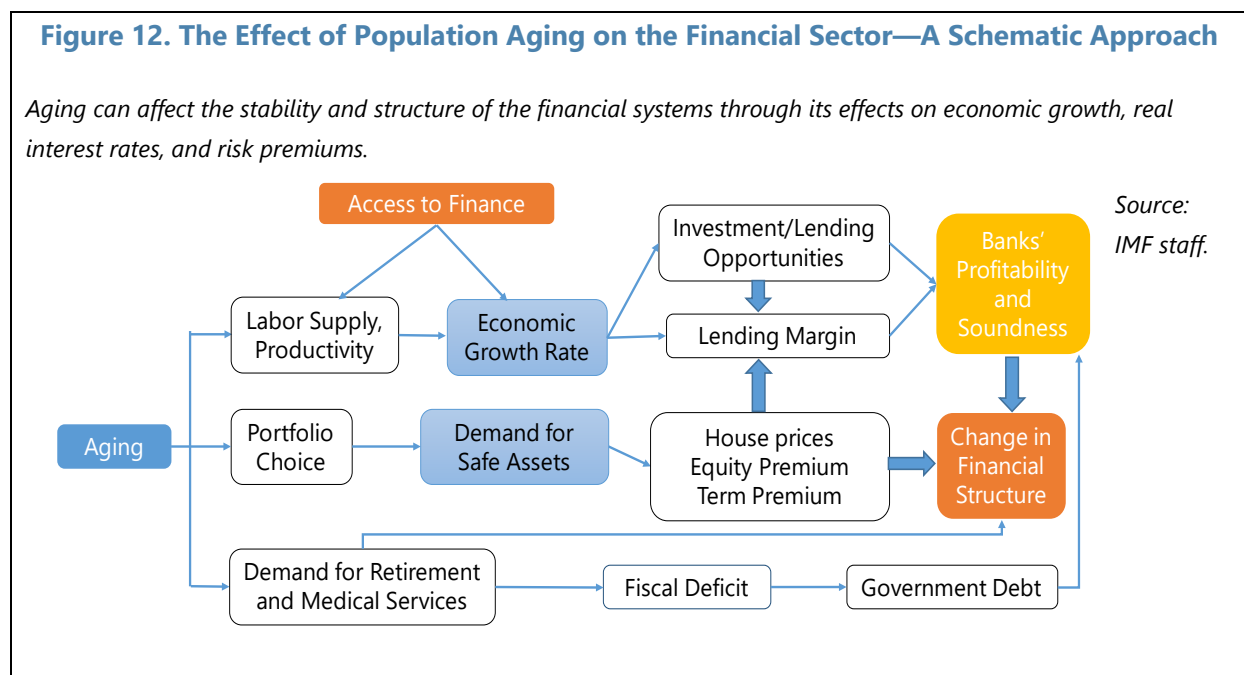 Figure 12. The Effect of Population Aging on the Financial Sector—A Schematic Approach
Aging can affect the stability and structure of the financial systems through its effects on economic growth, real
interest rates, and risk premiums.
Access to Finance
Investment/Lending
Opportunities
Banks’
Profitability
and
Soundness
Source:
IMF staff.
Labor Supply,
Productivity
Economic
Growth Rate
Lending Margin
Aging
Portfolio
Choice
Demand for
Safe Assets
House prices
Equity Premium
Term Premium
Change in
Financial
Structure
Demand for Retirement
and Medical Services
Fiscal Deficit
Government Debt